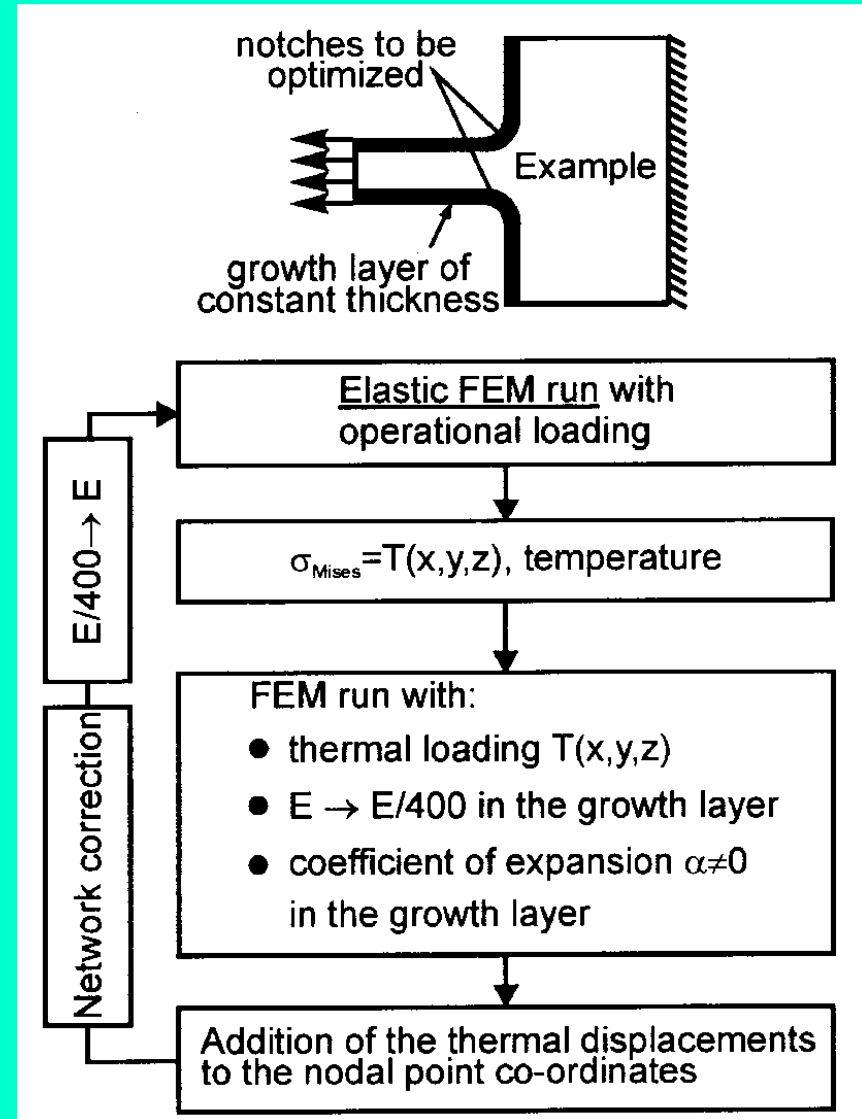 notches to be
optimized
Example
growth layer of
constant thickness
Elastic FEM run with
operational loading
E/400→ E
σMises=T(x,y,z), temperature
FEM run with:
● thermal loading T(x,y,z)
● E → E/400 in the growth layer
● coefficient of expansion α≠0
in the growth layer
Network correction
Addition of the thermal displacements
to the nodal point co-ordinates